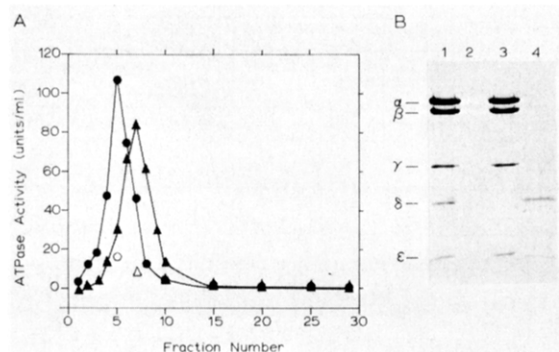 A
B
1 2 3 4
120
100
80
60
40
20
0
ATPase Activity (units/ml)
0 5 10 15 20 25 30
Fraction Number
α
β
γ
δ
ε